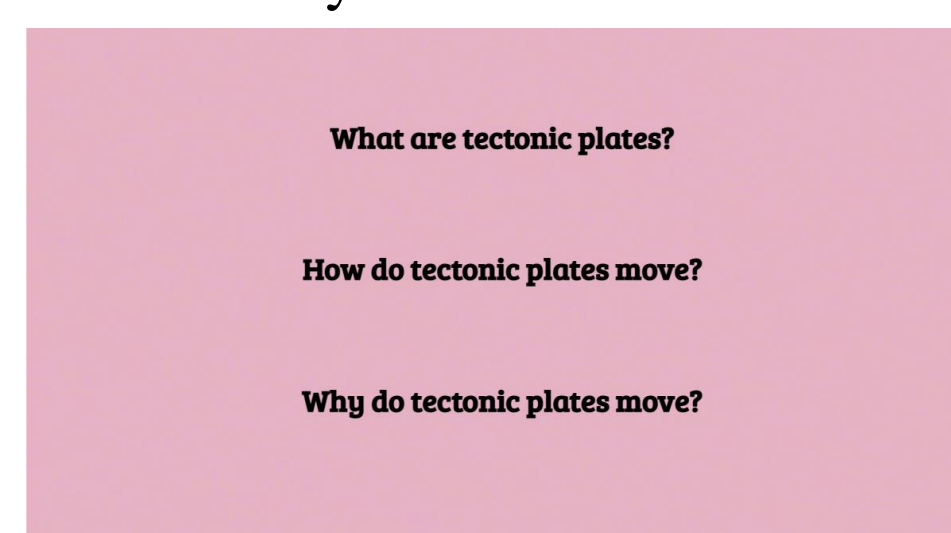 What are tectonic plates?
How do tectonic plates move?
Why do tectonic plates move?